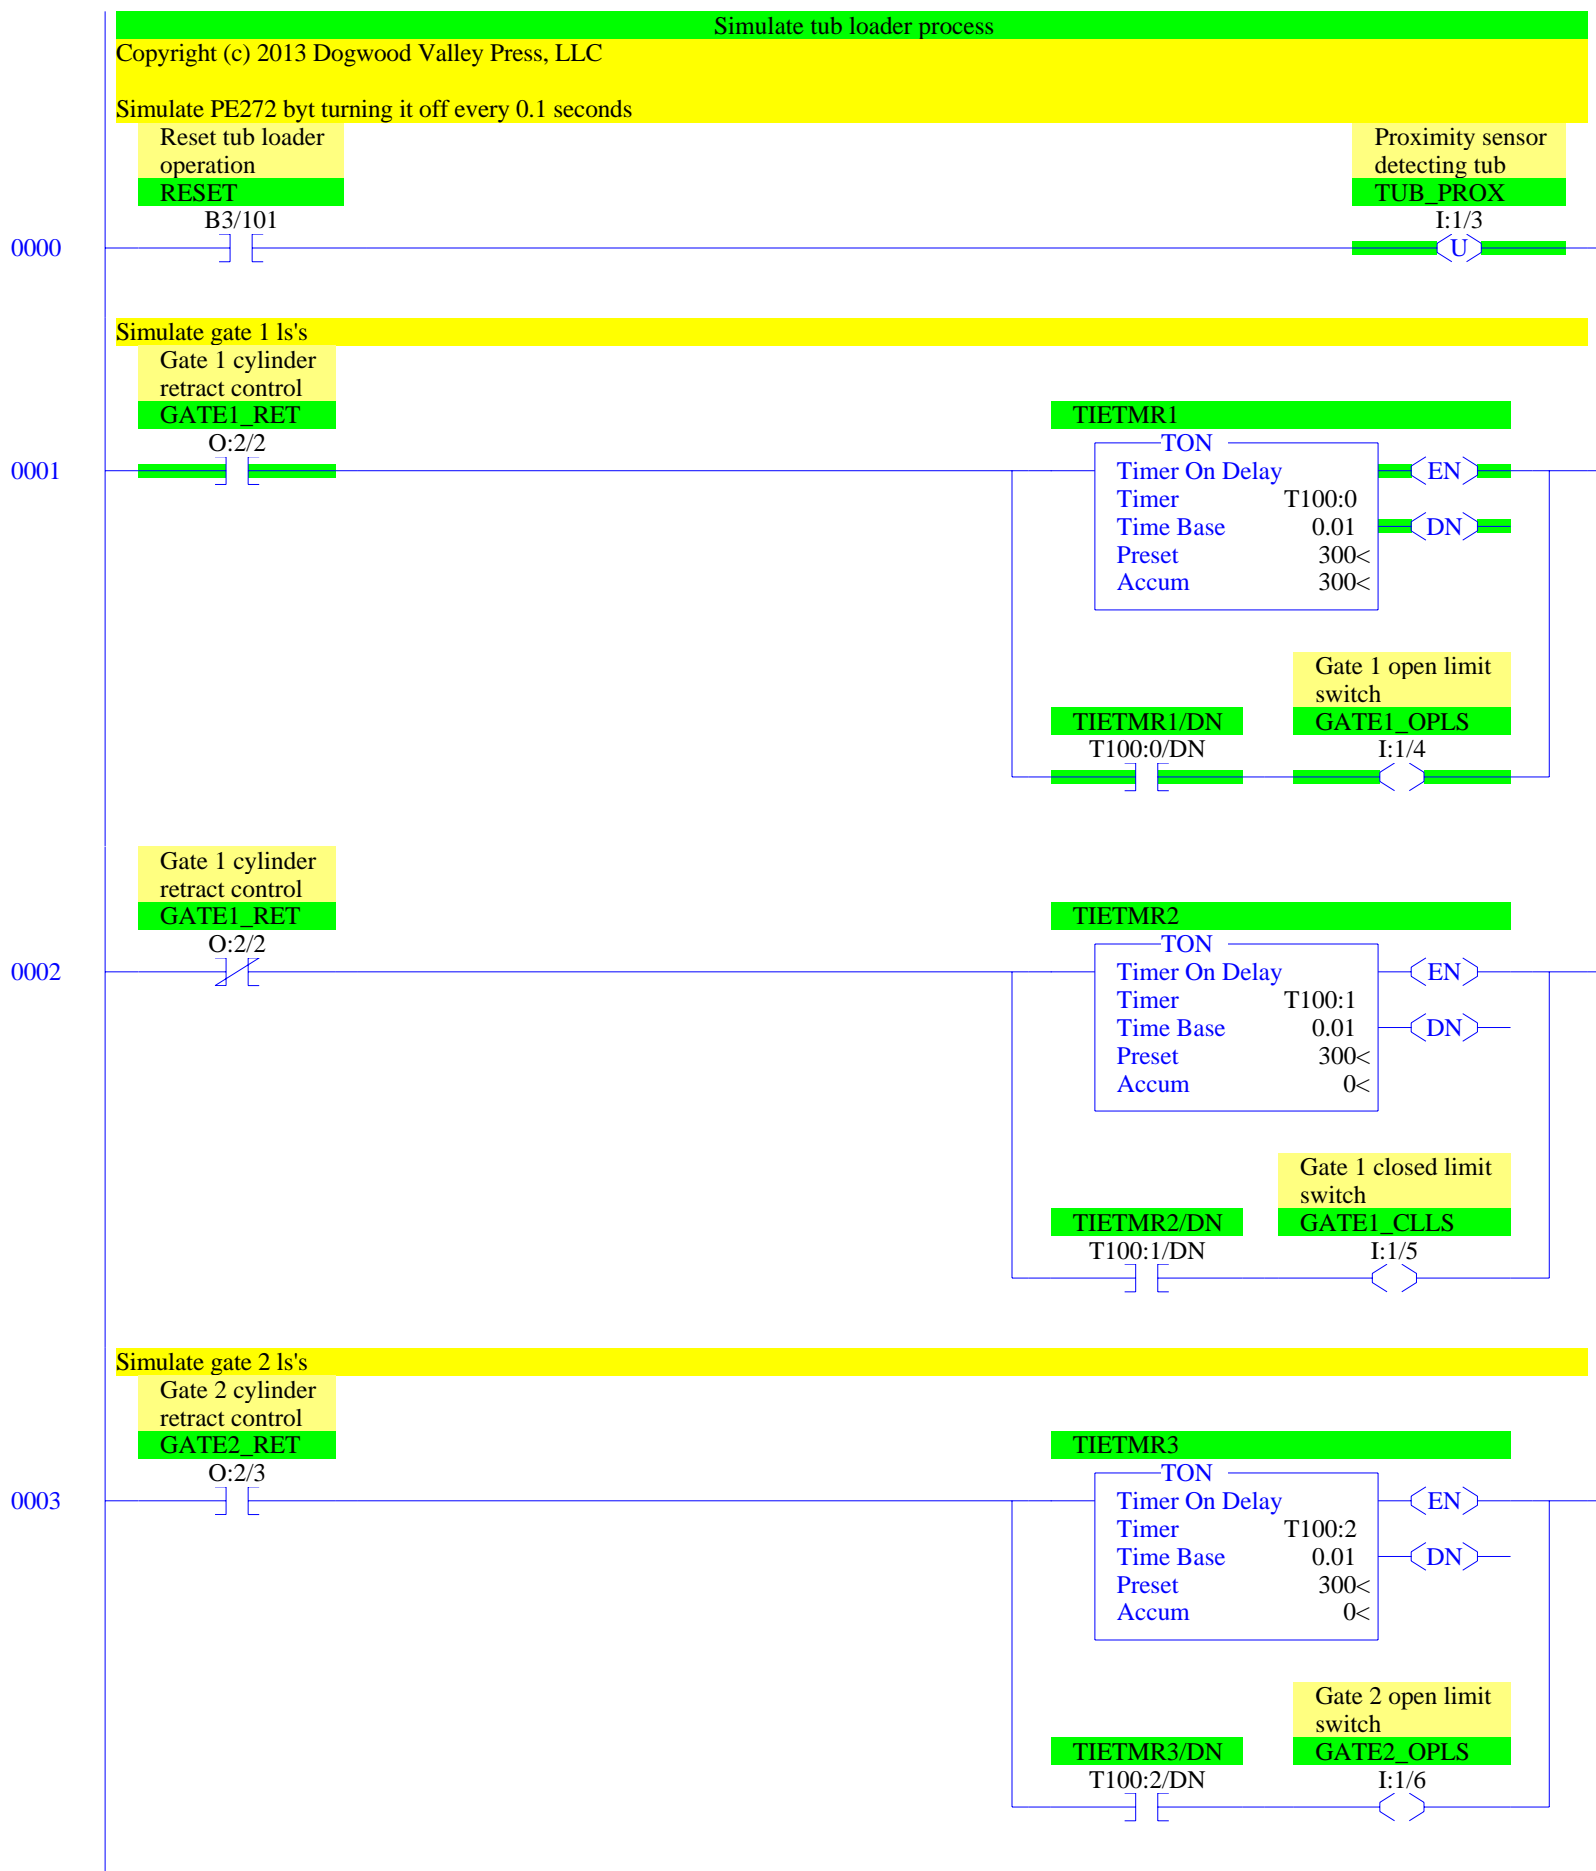 Simulate tub loader process
Copyright (c) 2013 Dogwood Valley Press, LLC
Simulate PE272 byt turning it off every 0.1 seconds
Reset tub loader
operation
RESET
B3/101
Proximity sensor
detecting tub
TUB_PROX
I:1/3
0000
U
Simulate gate 1 ls's
Gate 1 cylinder
retract control
GATE1_RET
O:2/2
0001
TIETMR1
TON
Timer On Delay
EN
Timer T100:0
Time Base 0.01
DN
Preset 300<
Accum 300<
Gate 1 open limit
switch
TIETMR1/DN
T100:0/DN
GATE1_OPLS
I:1/4
Gate 1 cylinder
retract control
GATE1_RET
O:2/2
0002
TIETMR2
TON
Timer On Delay
EN
Timer T100:1
Time Base 0.01
DN
Preset 300<
Accum 0<
Gate 1 closed limit
switch
TIETMR2/DN
T100:1/DN
GATE1_CLLS
I:1/5
Simulate gate 2 ls's
Gate 2 cylinder
retract control
GATE2_RET
O:2/3
0003
TIETMR3
TON
Timer On Delay
EN
Timer T100:2
Time Base 0.01
DN
Preset 300<
Accum 0<
Gate 2 open limit
switch
TIETMR3/DN
T100:2/DN
GATE2_OPLS
I:1/6